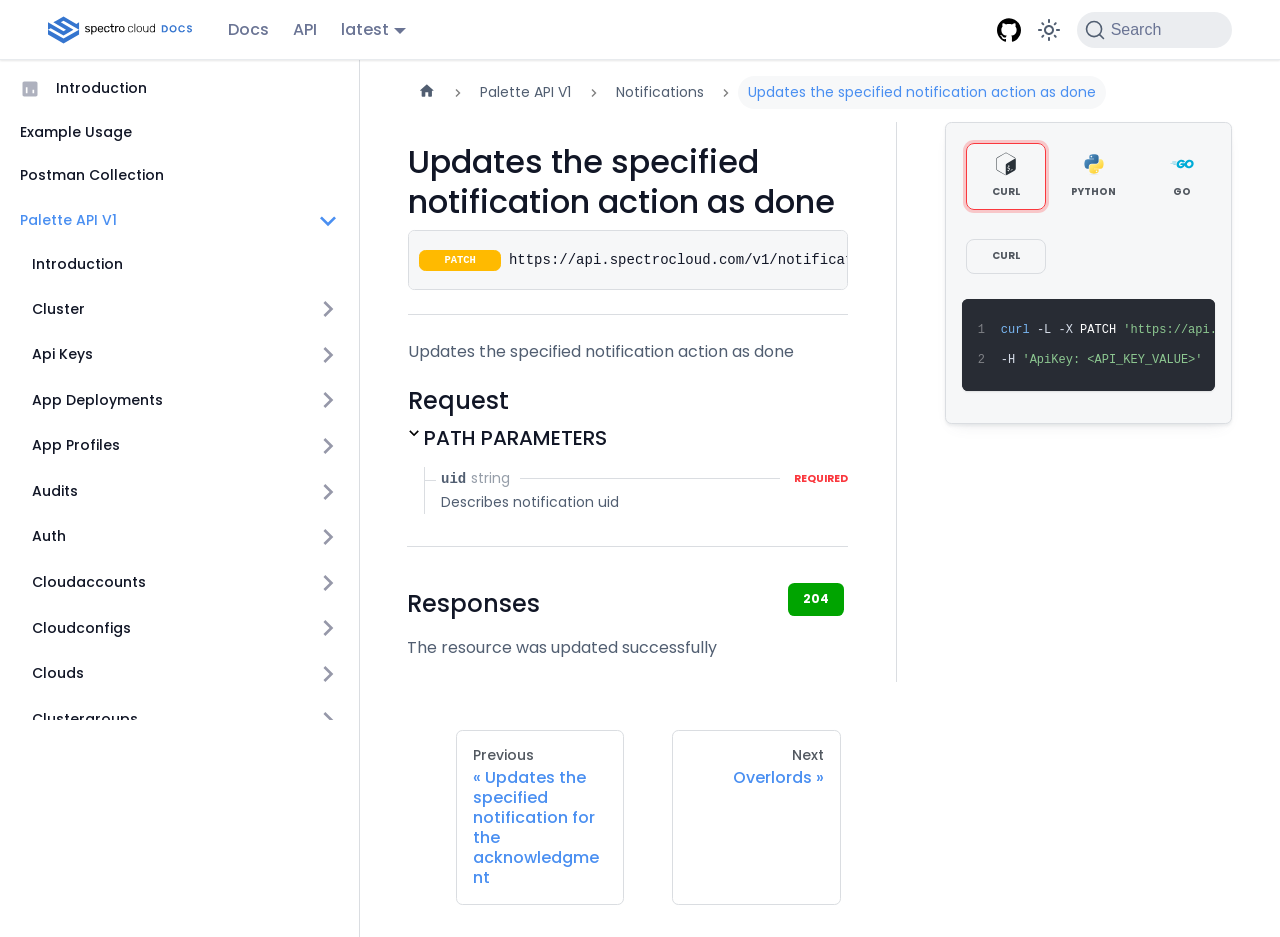 spectro cloud DOCS
Docs
API
latest
Search
Introduction
Example Usage
Postman Collection
Palette API V1
Introduction
Cluster
Api Keys
App Deployments
App Profiles
Audits
Auth
Cloudaccounts
Cloudconfigs
Clouds
Clustergroups
Palette API V1
Notifications
Updates the specified notification action as done
Updates the specified
notification action as done
PATCH https://api.spectrocloud.com/v1/notificat
Updates the specified notification action as done
Request
PATH PARAMETERS
uid string REQUIRED
Describes notification uid
Responses
204
The resource was updated successfully
CURL
PYTHON
GO
CURL
1 curl -L -X PATCH 'https://api.
2 -H 'ApiKey: <API_KEY_VALUE>'
Previous
« Updates the
specified
notification for
the
acknowledgme
nt
Next
Overlords »